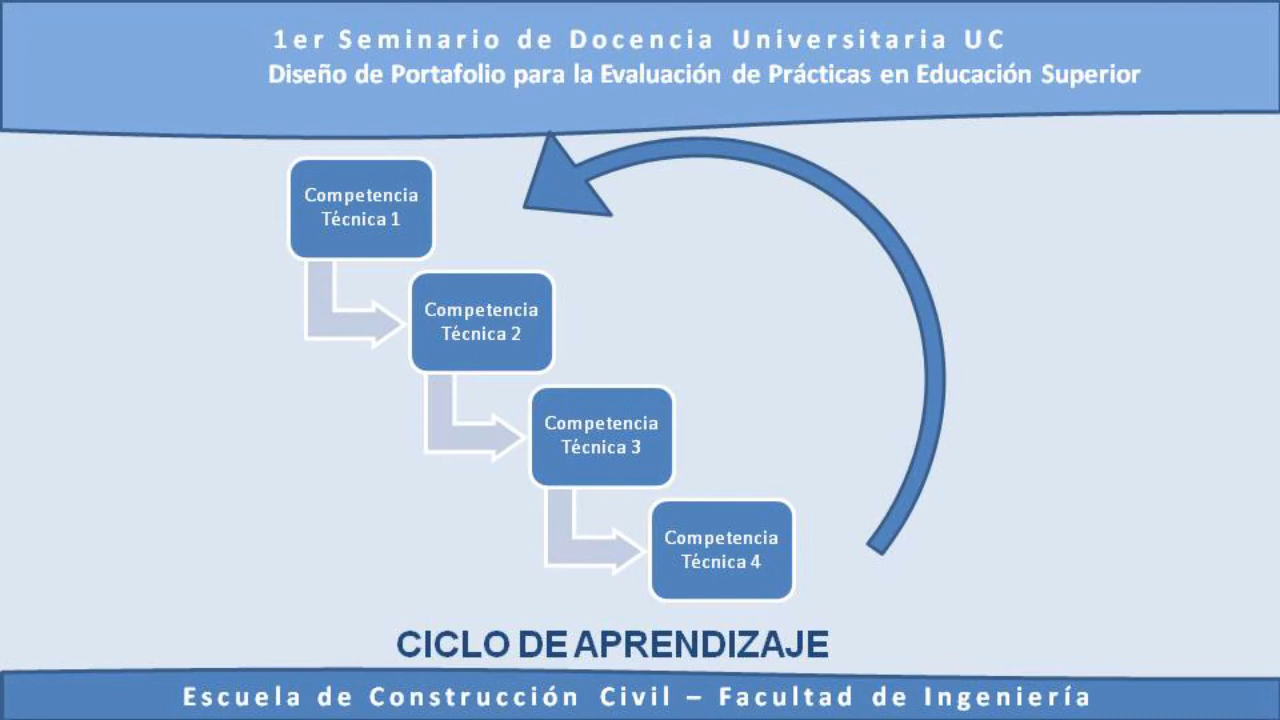 1er Seminario de Docencia Universitaria UC
Diseño de Portafolio para la Evaluación de Prácticas en Educación Superior
Competencia
Técnica 1
Competencia
Técnica 2
Competencia
Técnica 3
Competencia
Técnica 4
CICLO DE APRENDIZAJE
Escuela de Construcción Civil – Facultad de Ingeniería